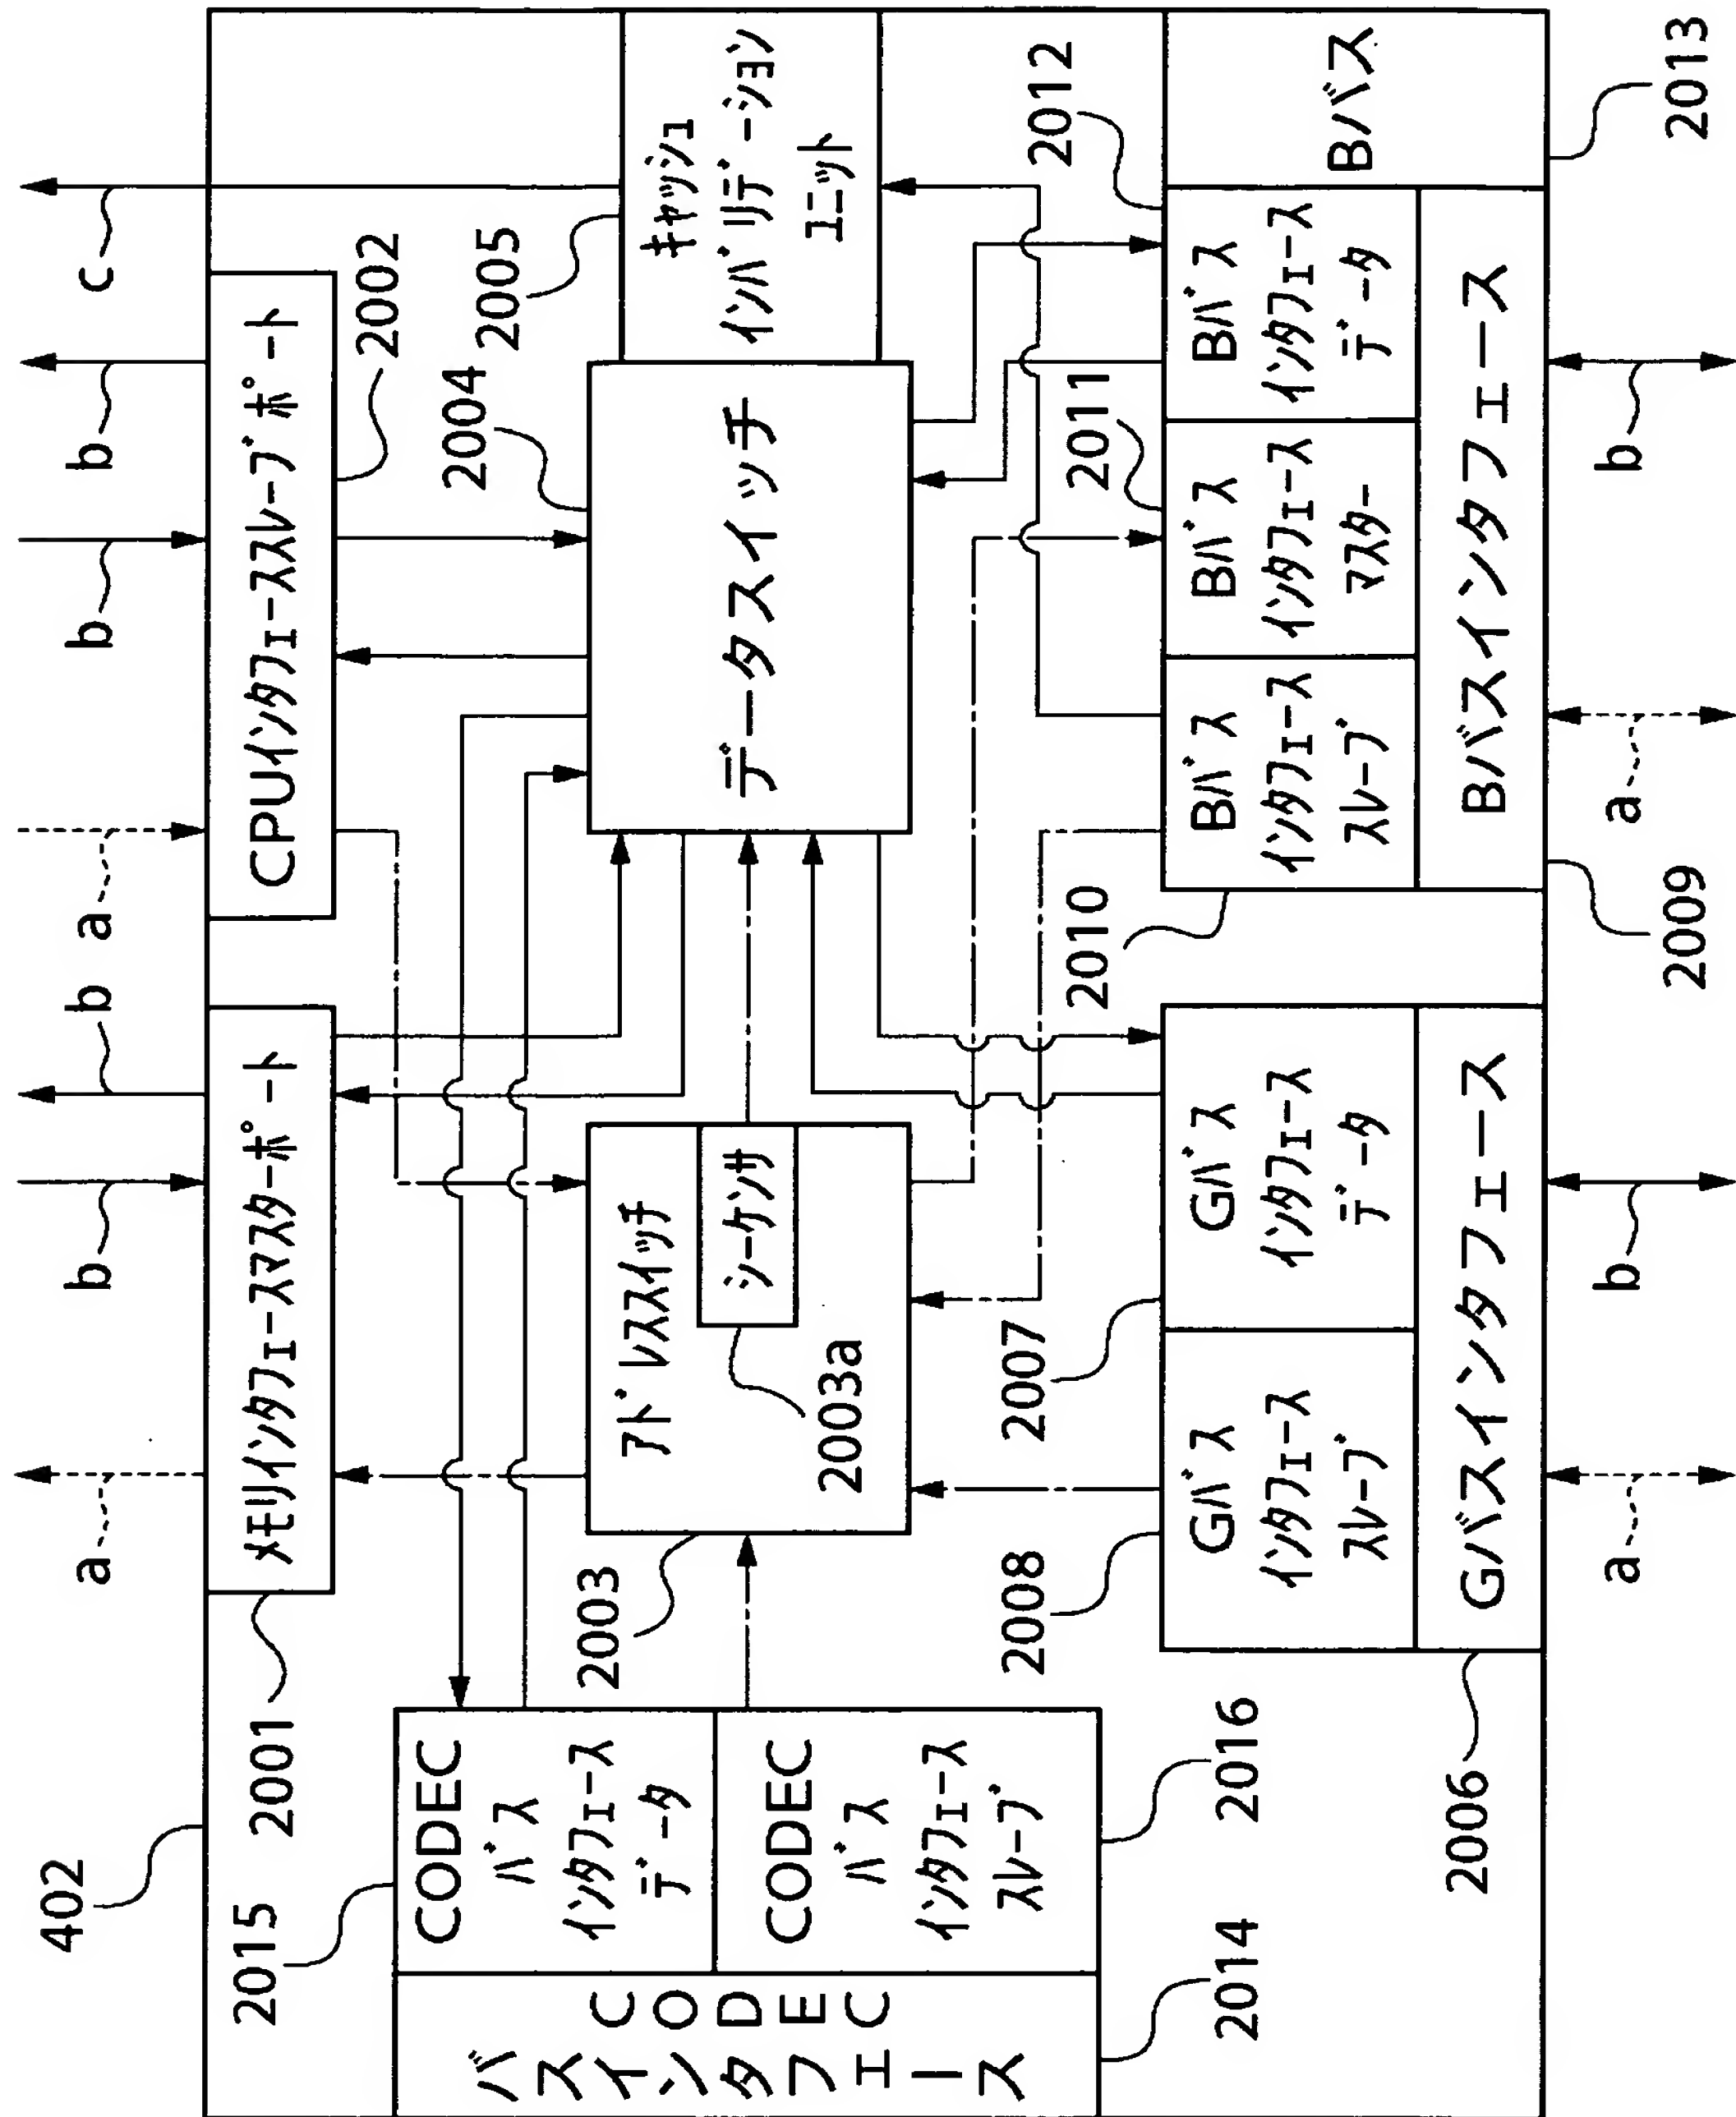 402
a
b
b
a
b
b
c
2015
2001
メモリインタフェースマスターポート
CPUインタフェーススレーブポート
2002
CODEC
バス
インタフェース
データ
CODEC
バス
インタフェース
スレーブ
CODEC
バスインタフェース
2014
2016
2003
アドレススイッチ
シーケンサ
2003a
2004
データスイッチ
2005
キャッシュ
インバリデーション
ユニット
2008
2007
2010
2011
2012
Gバス
インタフェース
スレーブ
Gバス
インタフェース
データ
Gバスインタフェース
2006
Bバス
インタフェース
スレーブ
Bバス
インタフェース
マスター
Bバス
インタフェース
データ
Bバスインタフェース
Bバス
a
b
2009
a
b
2013